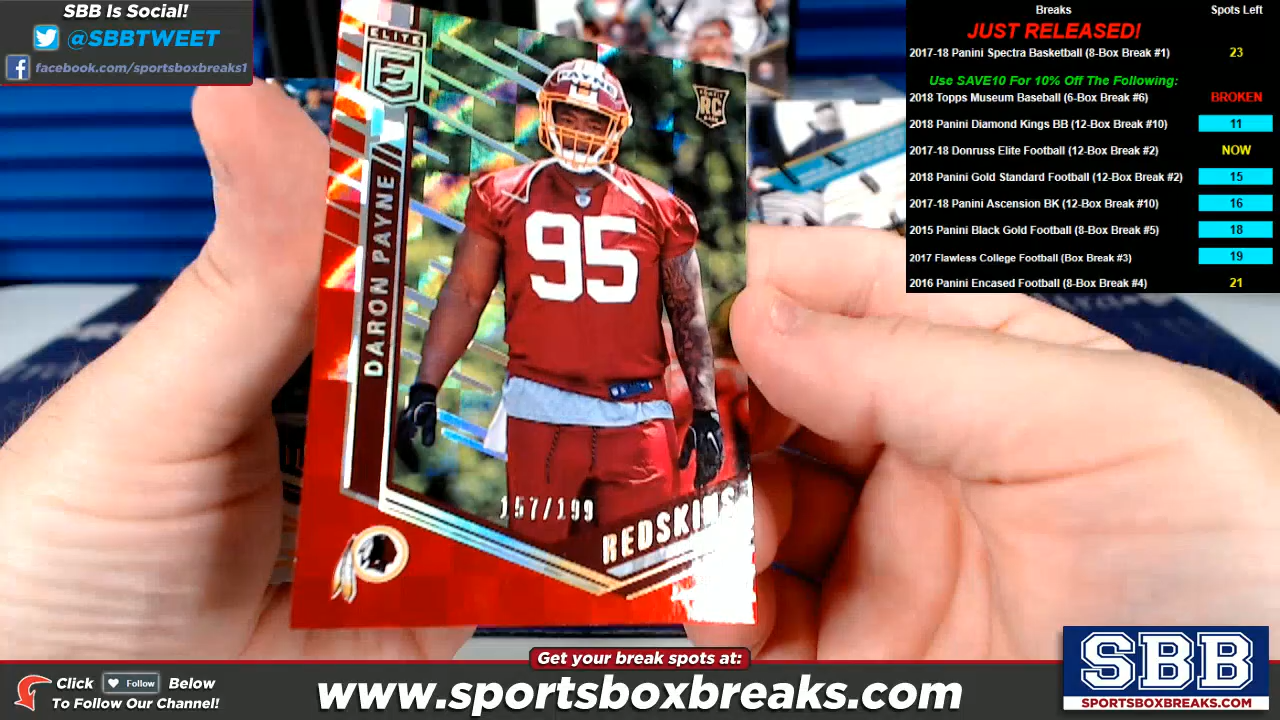 SBB Is Social!
@SBBTWEET
facebook.com/sportsboxbreaks1
Breaks Spots Left
JUST RELEASED!
2017-18 Panini Spectra Basketball (8-Box Break #1) 23
Use SAVE10 For 10% Off The Following:
2018 Topps Museum Baseball (6-Box Break #6) BROKEN
2018 Panini Diamond Kings BB (12-Box Break #10) 11
2017-18 Donruss Elite Football (12-Box Break #2) NOW
2018 Panini Gold Standard Football (12-Box Break #2) 15
2017-18 Panini Ascension BK (12-Box Break #10) 16
2015 Panini Black Gold Football (8-Box Break #5) 18
2017 Flawless College Football (Box Break #3) 19
2016 Panini Encased Football (8-Box Break #4) 21
ELITE
E
RC
PAYNE
DARON PAYNE
95
157/199
REDSKINS
Get your break spots at:
Click Follow Below
To Follow Our Channel!
www.sportsboxbreaks.com
SBB
SPORTSBOXBREAKS.COM